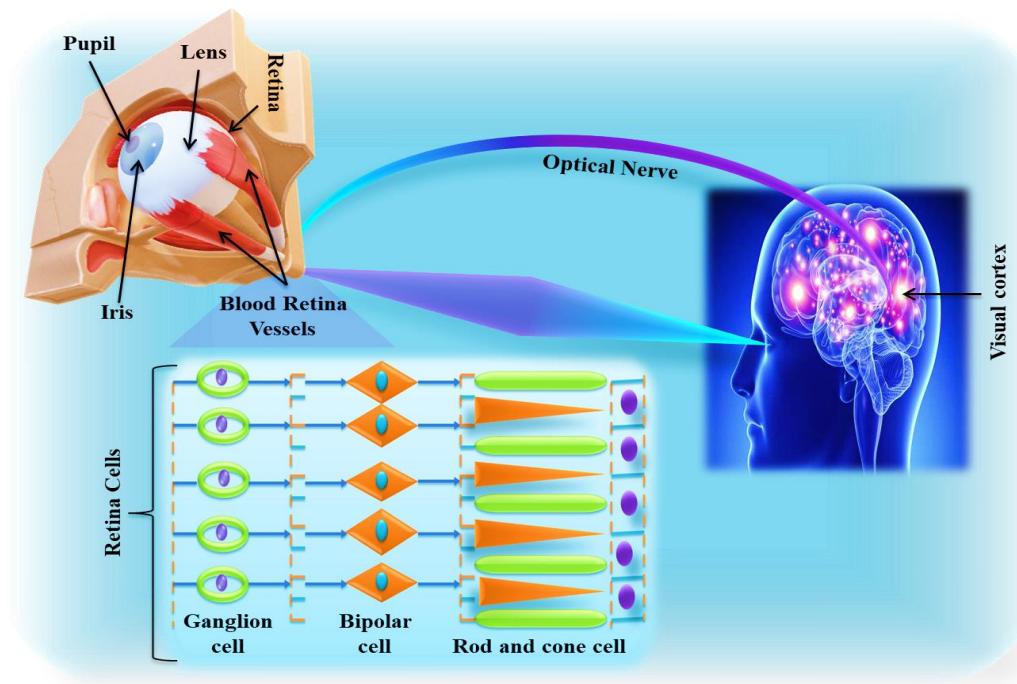 Pupil
Lens
Retina
Optical Nerve
Iris
Blood Retina
Vessels
Visual cortex
Retina Cells
Ganglion
cell
Bipolar
cell
Rod and cone cell